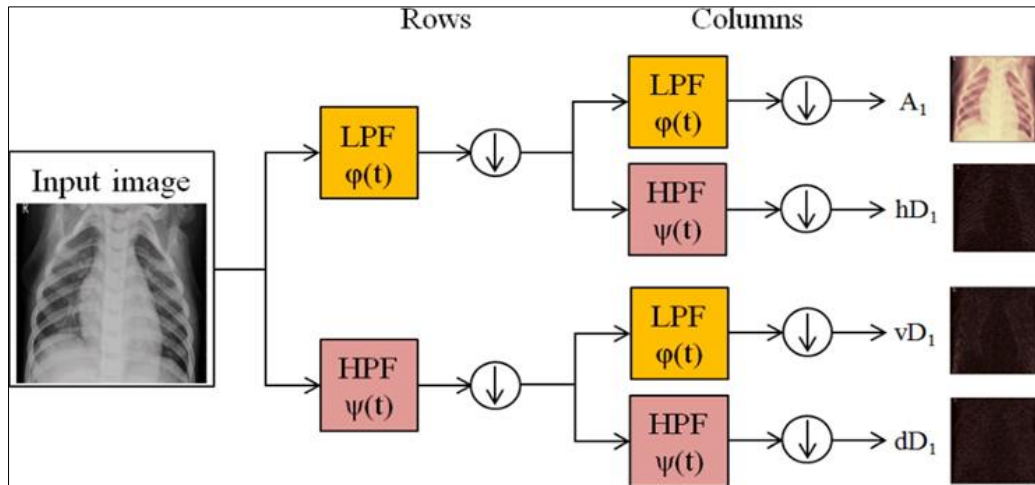 Rows
Columns
Input image
LPF
φ(t)
HPF
ψ(t)
LPF
φ(t)
HPF
ψ(t)
LPF
φ(t)
HPF
ψ(t)
A₁
hD₁
vD₁
dD₁